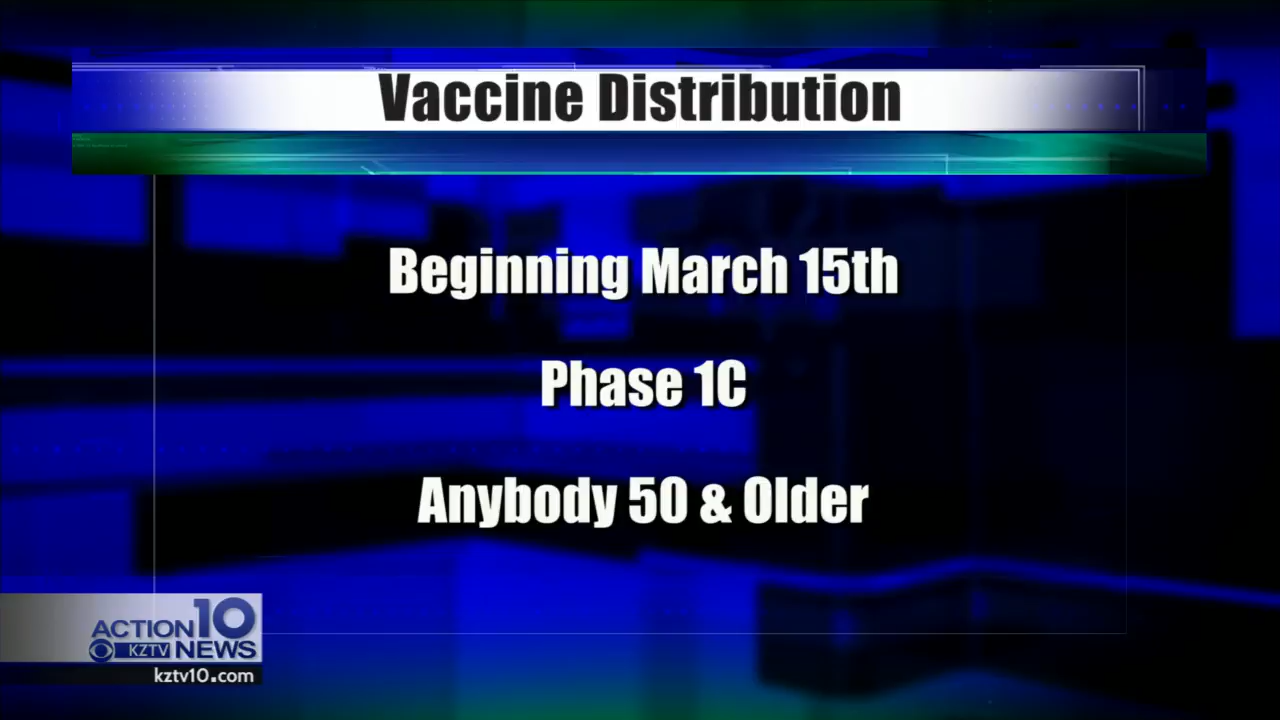 Vaccine Distribution
Beginning March 15th
Phase 1C
Anybody 50 & Older
ACTION 10
KZTV NEWS
kztv10.com